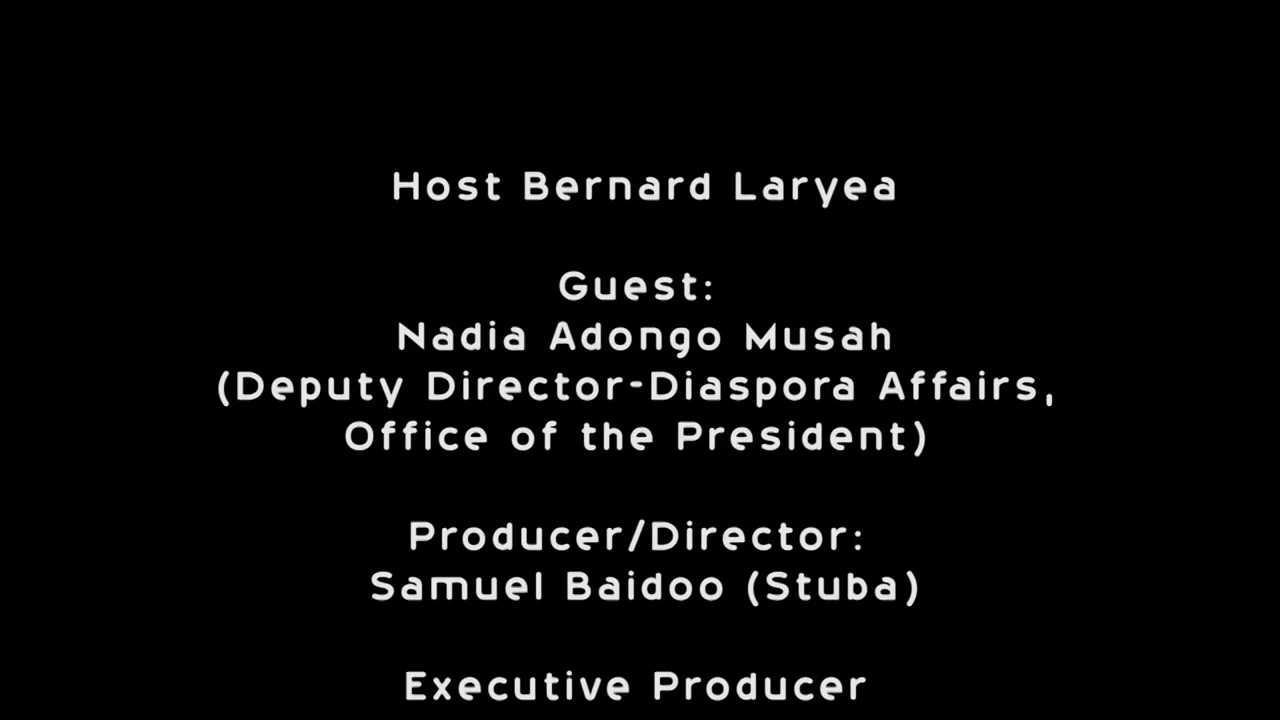 Host Bernard Laryea
Guest:
Nadia Adongo Musah
(Deputy Director-Diaspora Affairs,
Office of the President)
Producer/Director:
Samuel Baidoo (Stuba)
Executive Producer